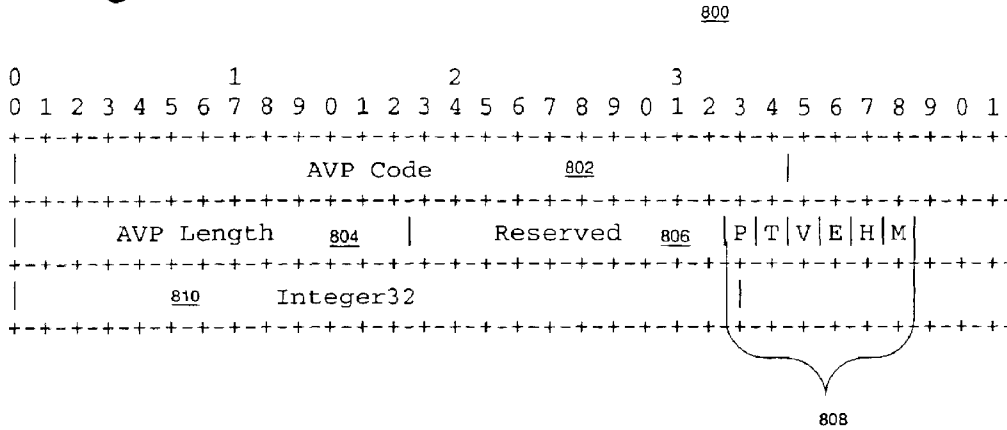 800
0 1 2 3
0 1 2 3 4 5 6 7 8 9 0 1 2 3 4 5 6 7 8 9 0 1 2 3 4 5 6 7 8 9 0 1
+-+-+-+-+-+-+-+-+-+-+-+-+-+-+-+-+-+-+-+-+-+-+-+-+-+-+-+-+-+-+-+-
| AVP Code 802 |
+-+-+-+-+-+-+-+-+-+-+-+-+-+-+-+-+-+-+-+-+-+-+-+-+-+-+-+-+-+-+-+-
| AVP Length 804 | Reserved 806 |P|T|V|E|H|M|
+-+-+-+-+-+-+-+-+-+-+-+-+-+-+-+-+-+-+-+-+-+-+-+-+-+-+-+-+-+-+-+-
| 810 Integer32 |
+-+-+-+-+-+-+-+-+-+-+-+-+-+-+-+-+-+-+-+-+-+-+-+-+-+-+-+-+-+-+-+-
808